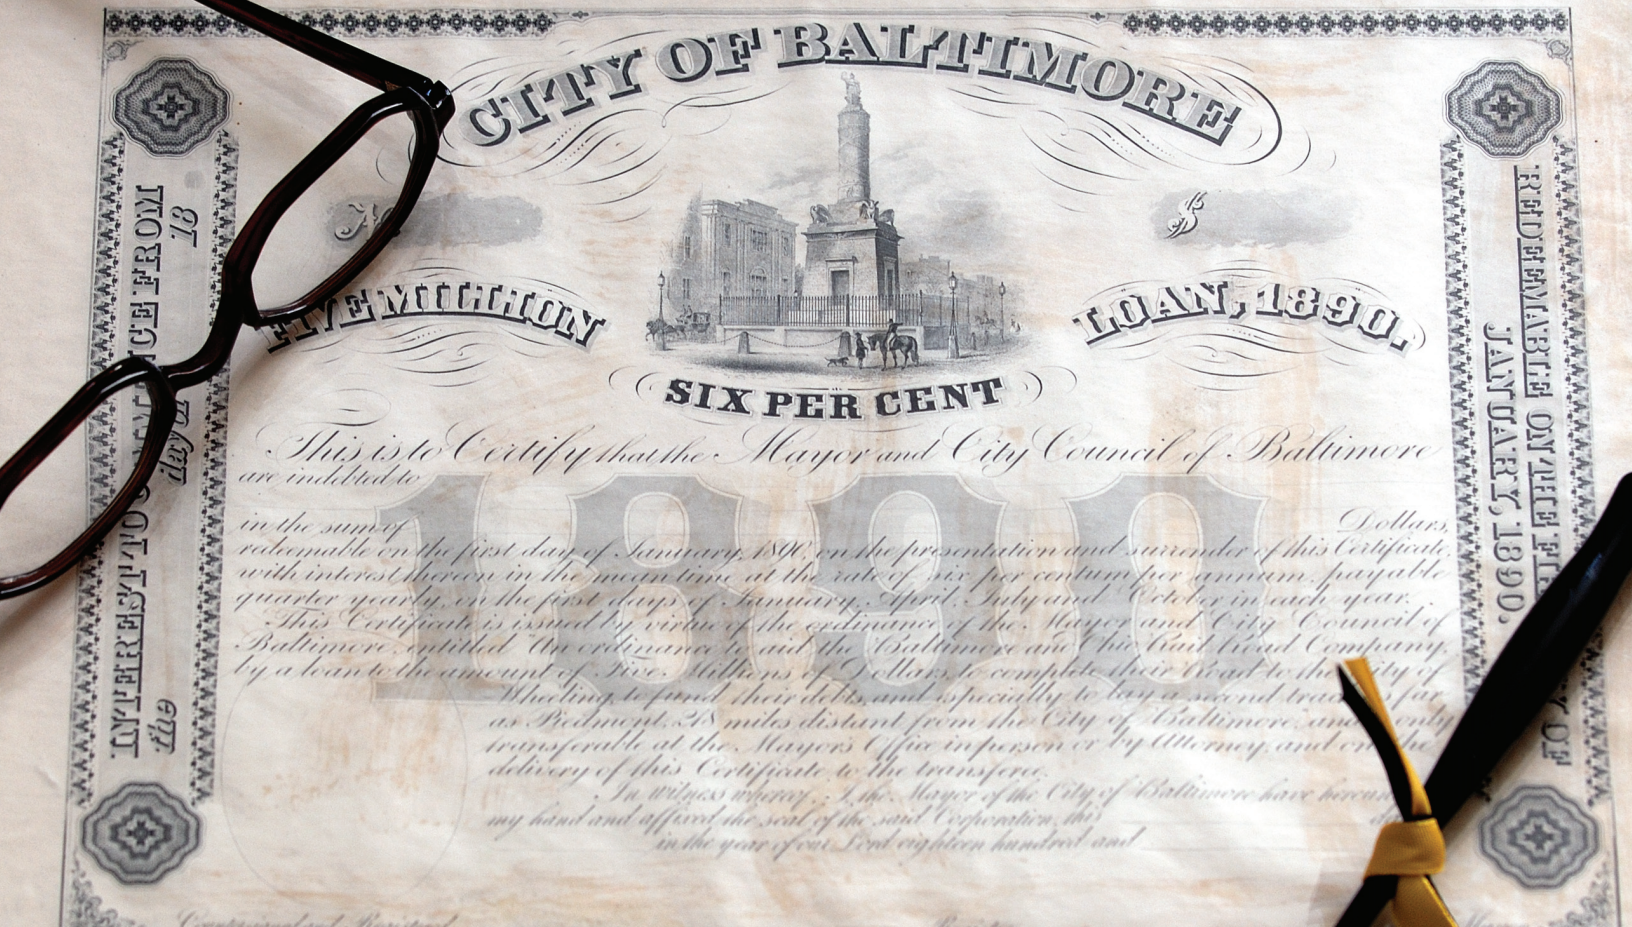 CITY OF BALTIMORE
$
FIVE MILLION
LOAN, 1890.
SIX PER CENT
This is to Certify that the Mayor and City Council of Baltimore
are indebted to
in the sum of
Dollars,
redeemable on the first day of January, 1890, on the presentation and surrender of this Certificate,
with interest thereon in the mean time at the rate of six per centum per annum, payable
quarter yearly, on the first days of January, April, July and October in each year.
This Certificate is issued by virtue of the ordinance of the Mayor and City Council of
Baltimore, entitled "An ordinance to aid the Baltimore and Ohio Rail Road Company,
by a loan to the amount of Five Millions of Dollars, to complete their road to the City of
Wheeling, to fund their debts, and especially to lay a second track as far
as Piedmont, 218 miles distant from the City of Baltimore" and only
transferable at the Mayor's Office in person or by Attorney, and on the
delivery of this Certificate to the transferee.
In witness whereof, I, the Mayor of the City of Baltimore have hereunto
my hand and affixed the seal of the said Corporation, this
in the year of our Lord eighteen hundred and
1890
INTEREST TO COMMENCE FROM
the day of 18
REDEEMABLE ON THE FIRST DAY OF
JANUARY, 1890.
Countersigned and Registered
Register
Mayor